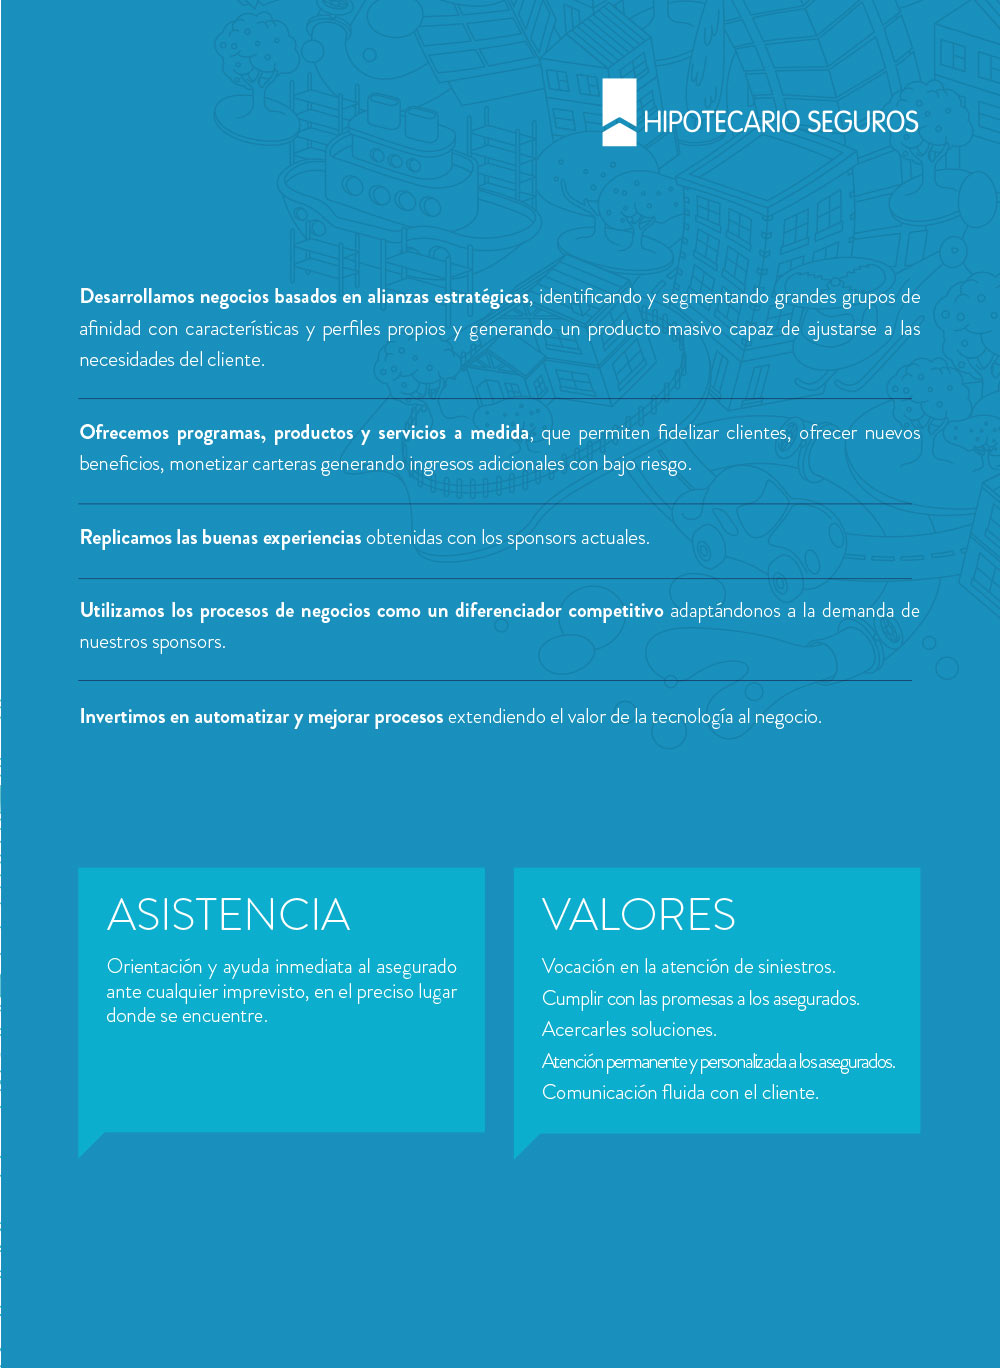 HIPOTECARIO SEGUROS
Desarrollamos negocios basados en alianzas estratégicas, identificando y segmentando grandes grupos de
afinidad con características y perfiles propios y generando un producto masivo capaz de ajustarse a las
necesidades del cliente.
Ofrecemos programas, productos y servicios a medida, que permiten fidelizar clientes, ofrecer nuevos
beneficios, monetizar carteras generando ingresos adicionales con bajo riesgo.
Replicamos las buenas experiencias obtenidas con los sponsors actuales.
Utilizamos los procesos de negocios como un diferenciador competitivo adaptándonos a la demanda de
nuestros sponsors.
Invertimos en automatizar y mejorar procesos extendiendo el valor de la tecnología al negocio.
ASISTENCIA
Orientación y ayuda inmediata al asegurado
ante cualquier imprevisto, en el preciso lugar
donde se encuentre.
VALORES
Vocación en la atención de siniestros.
Cumplir con las promesas a los asegurados.
Acercarles soluciones.
Atención permanente y personalizada a los asegurados.
Comunicación fluida con el cliente.